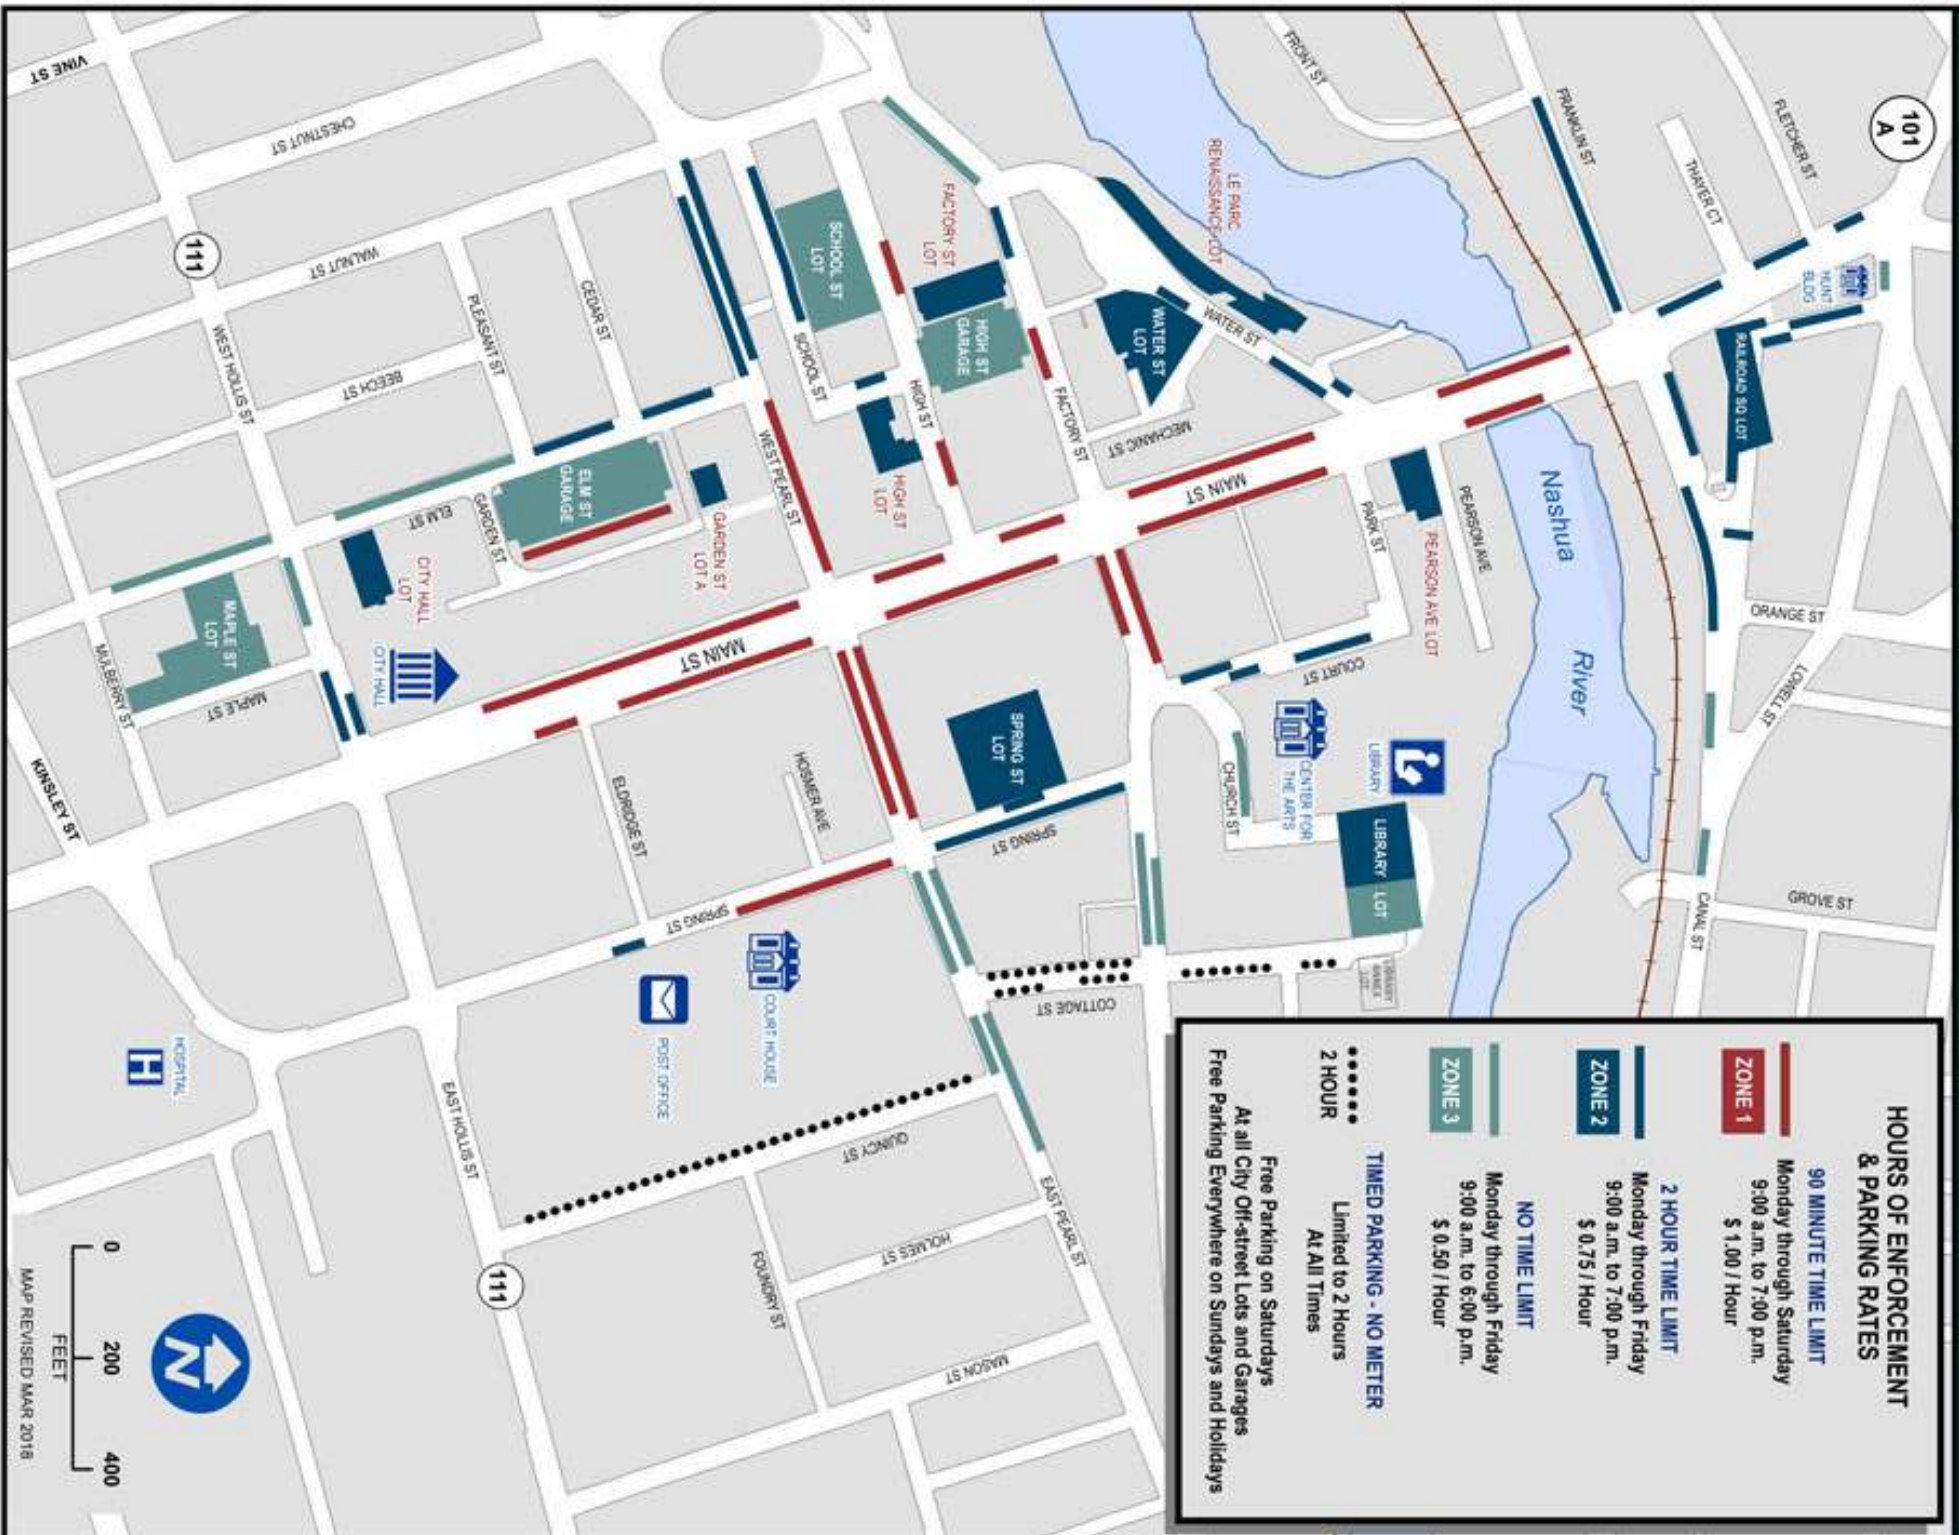 HOURS OF ENFORCEMENT
& PARKING RATES
90 MINUTE TIME LIMIT
Monday through Saturday
9:00 a.m. to 7:00 p.m.
$ 1.00 / Hour
ZONE 1
2 HOUR TIME LIMIT
Monday through Friday
9:00 a.m. to 7:00 p.m.
$ 0.75 / Hour
ZONE 2
NO TIME LIMIT
Monday through Friday
9:00 a.m. to 6:00 p.m.
$ 0.50 / Hour
ZONE 3
TIMED PARKING - NO METER
Limited to 2 Hours
At All Times
2 HOUR
Free Parking on Saturdays
At all City Off-street Lots and Garages
Free Parking Everywhere on Sundays and Holidays
101
A
FLETCHER ST
THAYER CT
FRANKLIN ST
FRONT ST
HUNT
BLDG
RAILROAD SQ LOT
ORANGE ST
LOWELL ST
GROVE ST
CANAL ST
Nashua
River
LE PARC
RENAISSANCE LOT
WATER ST
WATER ST
LOT
MECHANIC ST
FACTORY ST
FACTORY ST
LOT
HIGH ST
GARAGE
HIGH ST
HIGH ST
LOT
SCHOOL ST
LOT
SCHOOL ST
WEST PEARL ST
MAIN ST
PARK ST
PEARSON AVE
PEARSON AVE LOT
COURT ST
CENTER FOR
THE ARTS
LIBRARY
LIBRARY
LOT
LIBRARY
ANNEX
LOT
CHURCH ST
SPRING ST
LOT
SPRING ST
COTTAGE ST
VINE ST
CHESTNUT ST
WALNUT ST
111
WEST HOLLIS ST
PLEASANT ST
CEDAR ST
BEECH ST
ELM ST
ELM ST
GARAGE
GARDEN ST
GARDEN ST
LOT A
CITY HALL
LOT
CITY HALL
MAPLE ST
LOT
MAPLE ST
MULBERRY ST
KINSLEY ST
MAIN ST
ELDRIDGE ST
HOSMER AVE
SPRING ST
COURT HOUSE
POST OFFICE
HOSPITAL
H
EAST HOLLIS ST
111
QUINCY ST
EAST PEARL ST
HOLMES ST
FOUNDRY ST
MASON ST
N
0
200
400
FEET
MAP REVISED MAR 2018